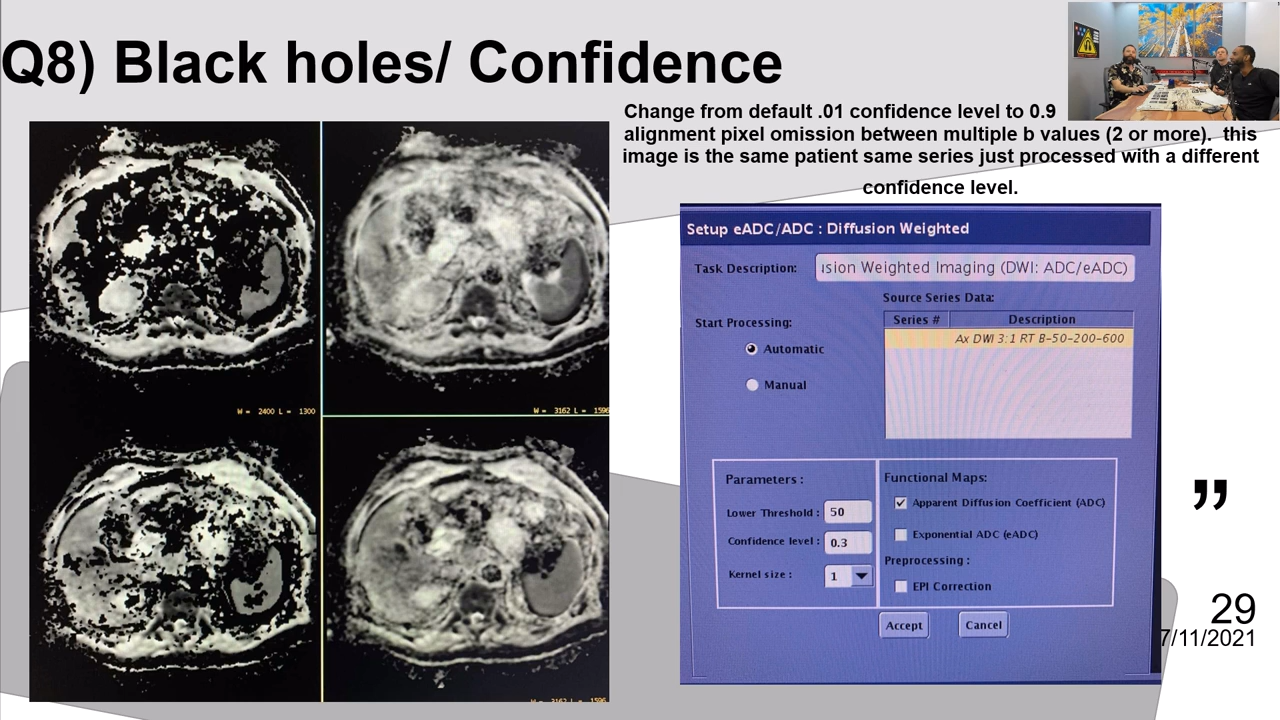 Q8) Black holes/ Confidence
Change from default .01 confidence level to 0.9
alignment pixel omission between multiple b values (2 or more).  this
image is the same patient same series just processed with a different
confidence level.
W = 2400 L = 1300
W = 3162 L = 1596
W = 3162 L = 1596
Setup eADC/ADC : Diffusion Weighted
Task Description:
usion Weighted Imaging (DWI: ADC/eADC)
Source Series Data:
Series #
Description
Ax DWI 3:1 RT B-50-200-600
Start Processing:
Automatic
Manual
Parameters :
Lower Threshold : 50
Confidence level : 0.3
Kernel size : 1
Functional Maps:
Apparent Diffusion Coefficient (ADC)
Exponential ADC (eADC)
Preprocessing :
EPI Correction
Accept
Cancel
”
29
7/11/2021